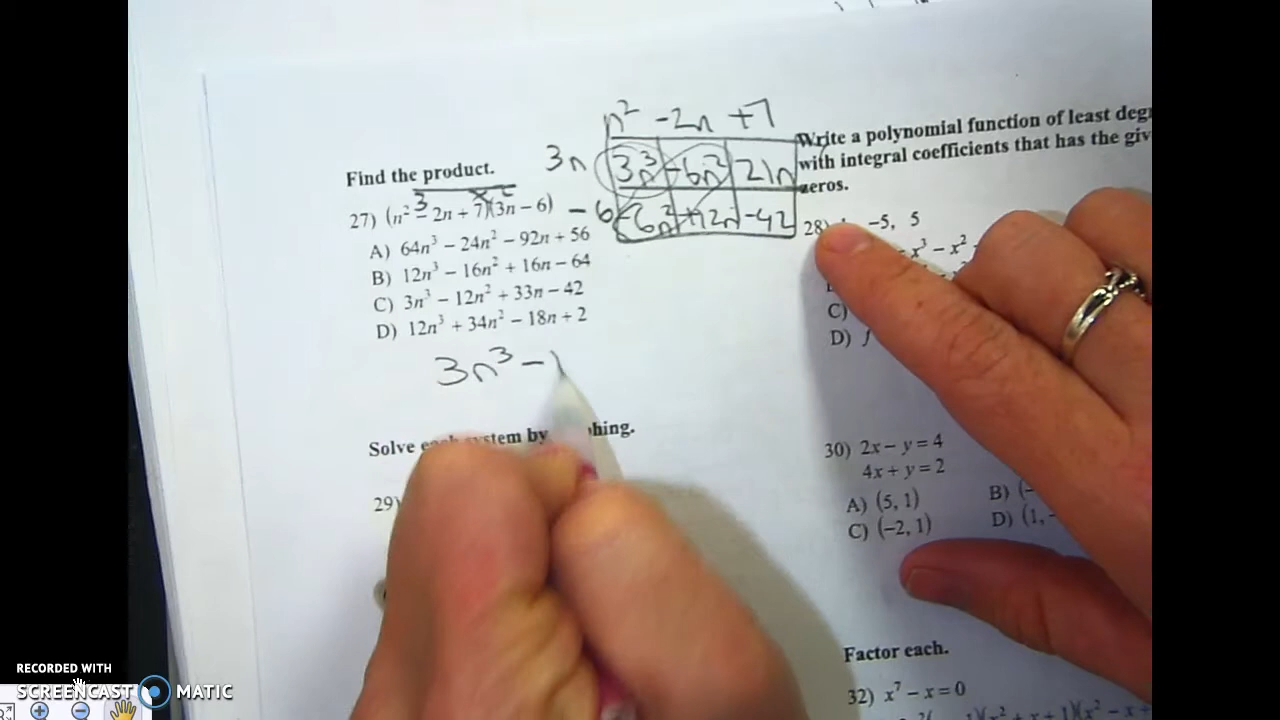 n² -2n +7
3n 3n³ -6n² 21n
- 6 -6n² +12n -42
Find the product.
27) (n² - 2n + 7)(3n - 6)
A) 64n³ - 24n² - 92n + 56
B) 12n³ - 16n² + 16n - 64
C) 3n³ - 12n² + 33n - 42
D) 12n³ + 34n² - 18n + 2
3n³ -
Solve each system by
29)
Write a polynomial function of least
with integral coefficients that has the
zeros.
28) -5, 5
x³ - x²
C)
D) f
30) 2x - y = 4
4x + y = 2
A) (5, 1) B) (-
C) (-2, 1) D) (1, -
Factor each.
32) x⁷ - x = 0
RECORDED WITH
SCREENCAST MATIC